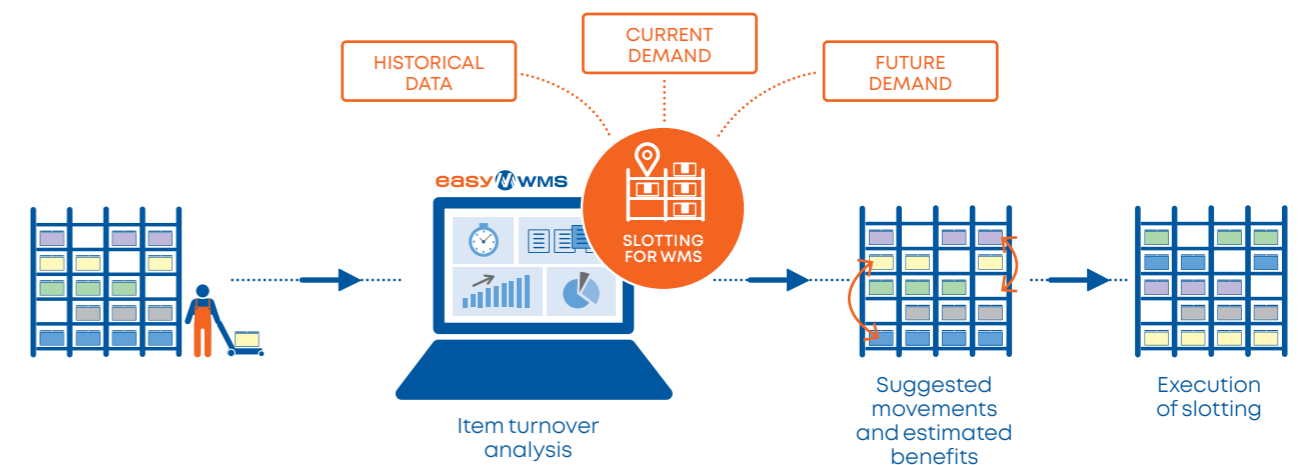 HISTORICAL
DATA
CURRENT
DEMAND
FUTURE
DEMAND
easy WMS
SLOTTING
FOR WMS
Item turnover
analysis
Suggested
movements
and estimated
benefits
Execution
of slotting